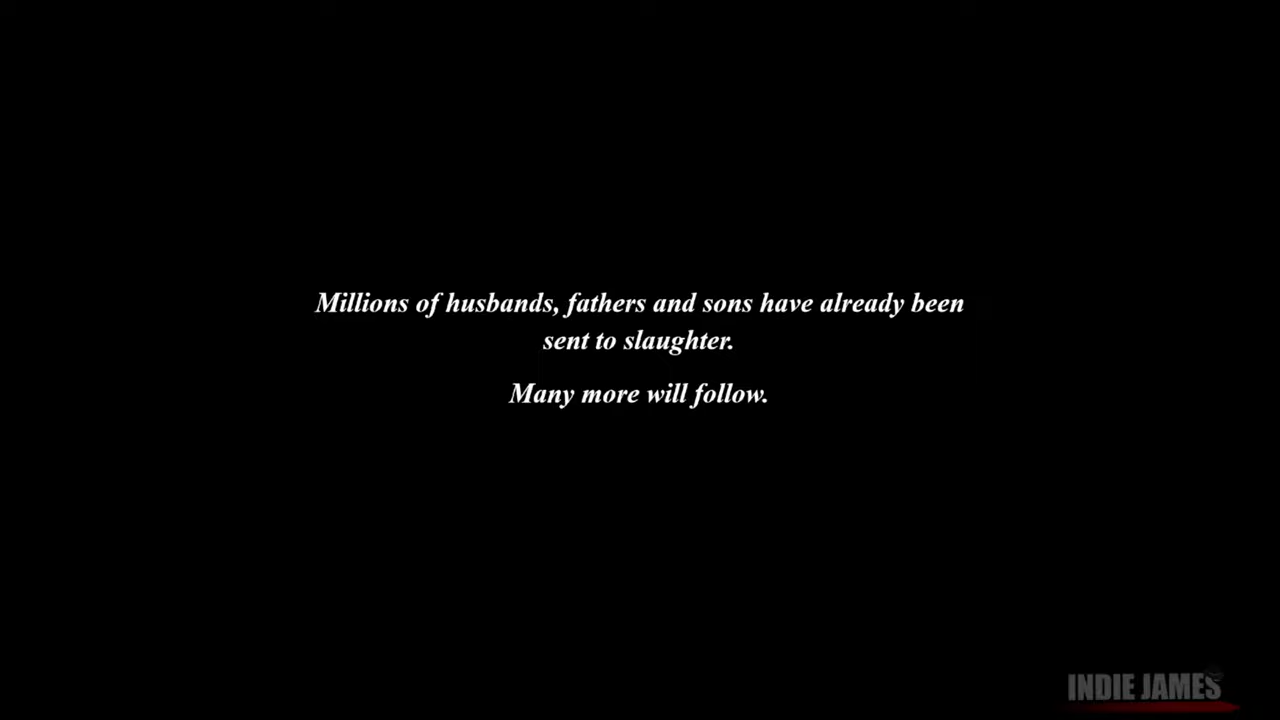 Millions of husbands, fathers and sons have already been
sent to slaughter.
Many more will follow.
INDIE JAMES